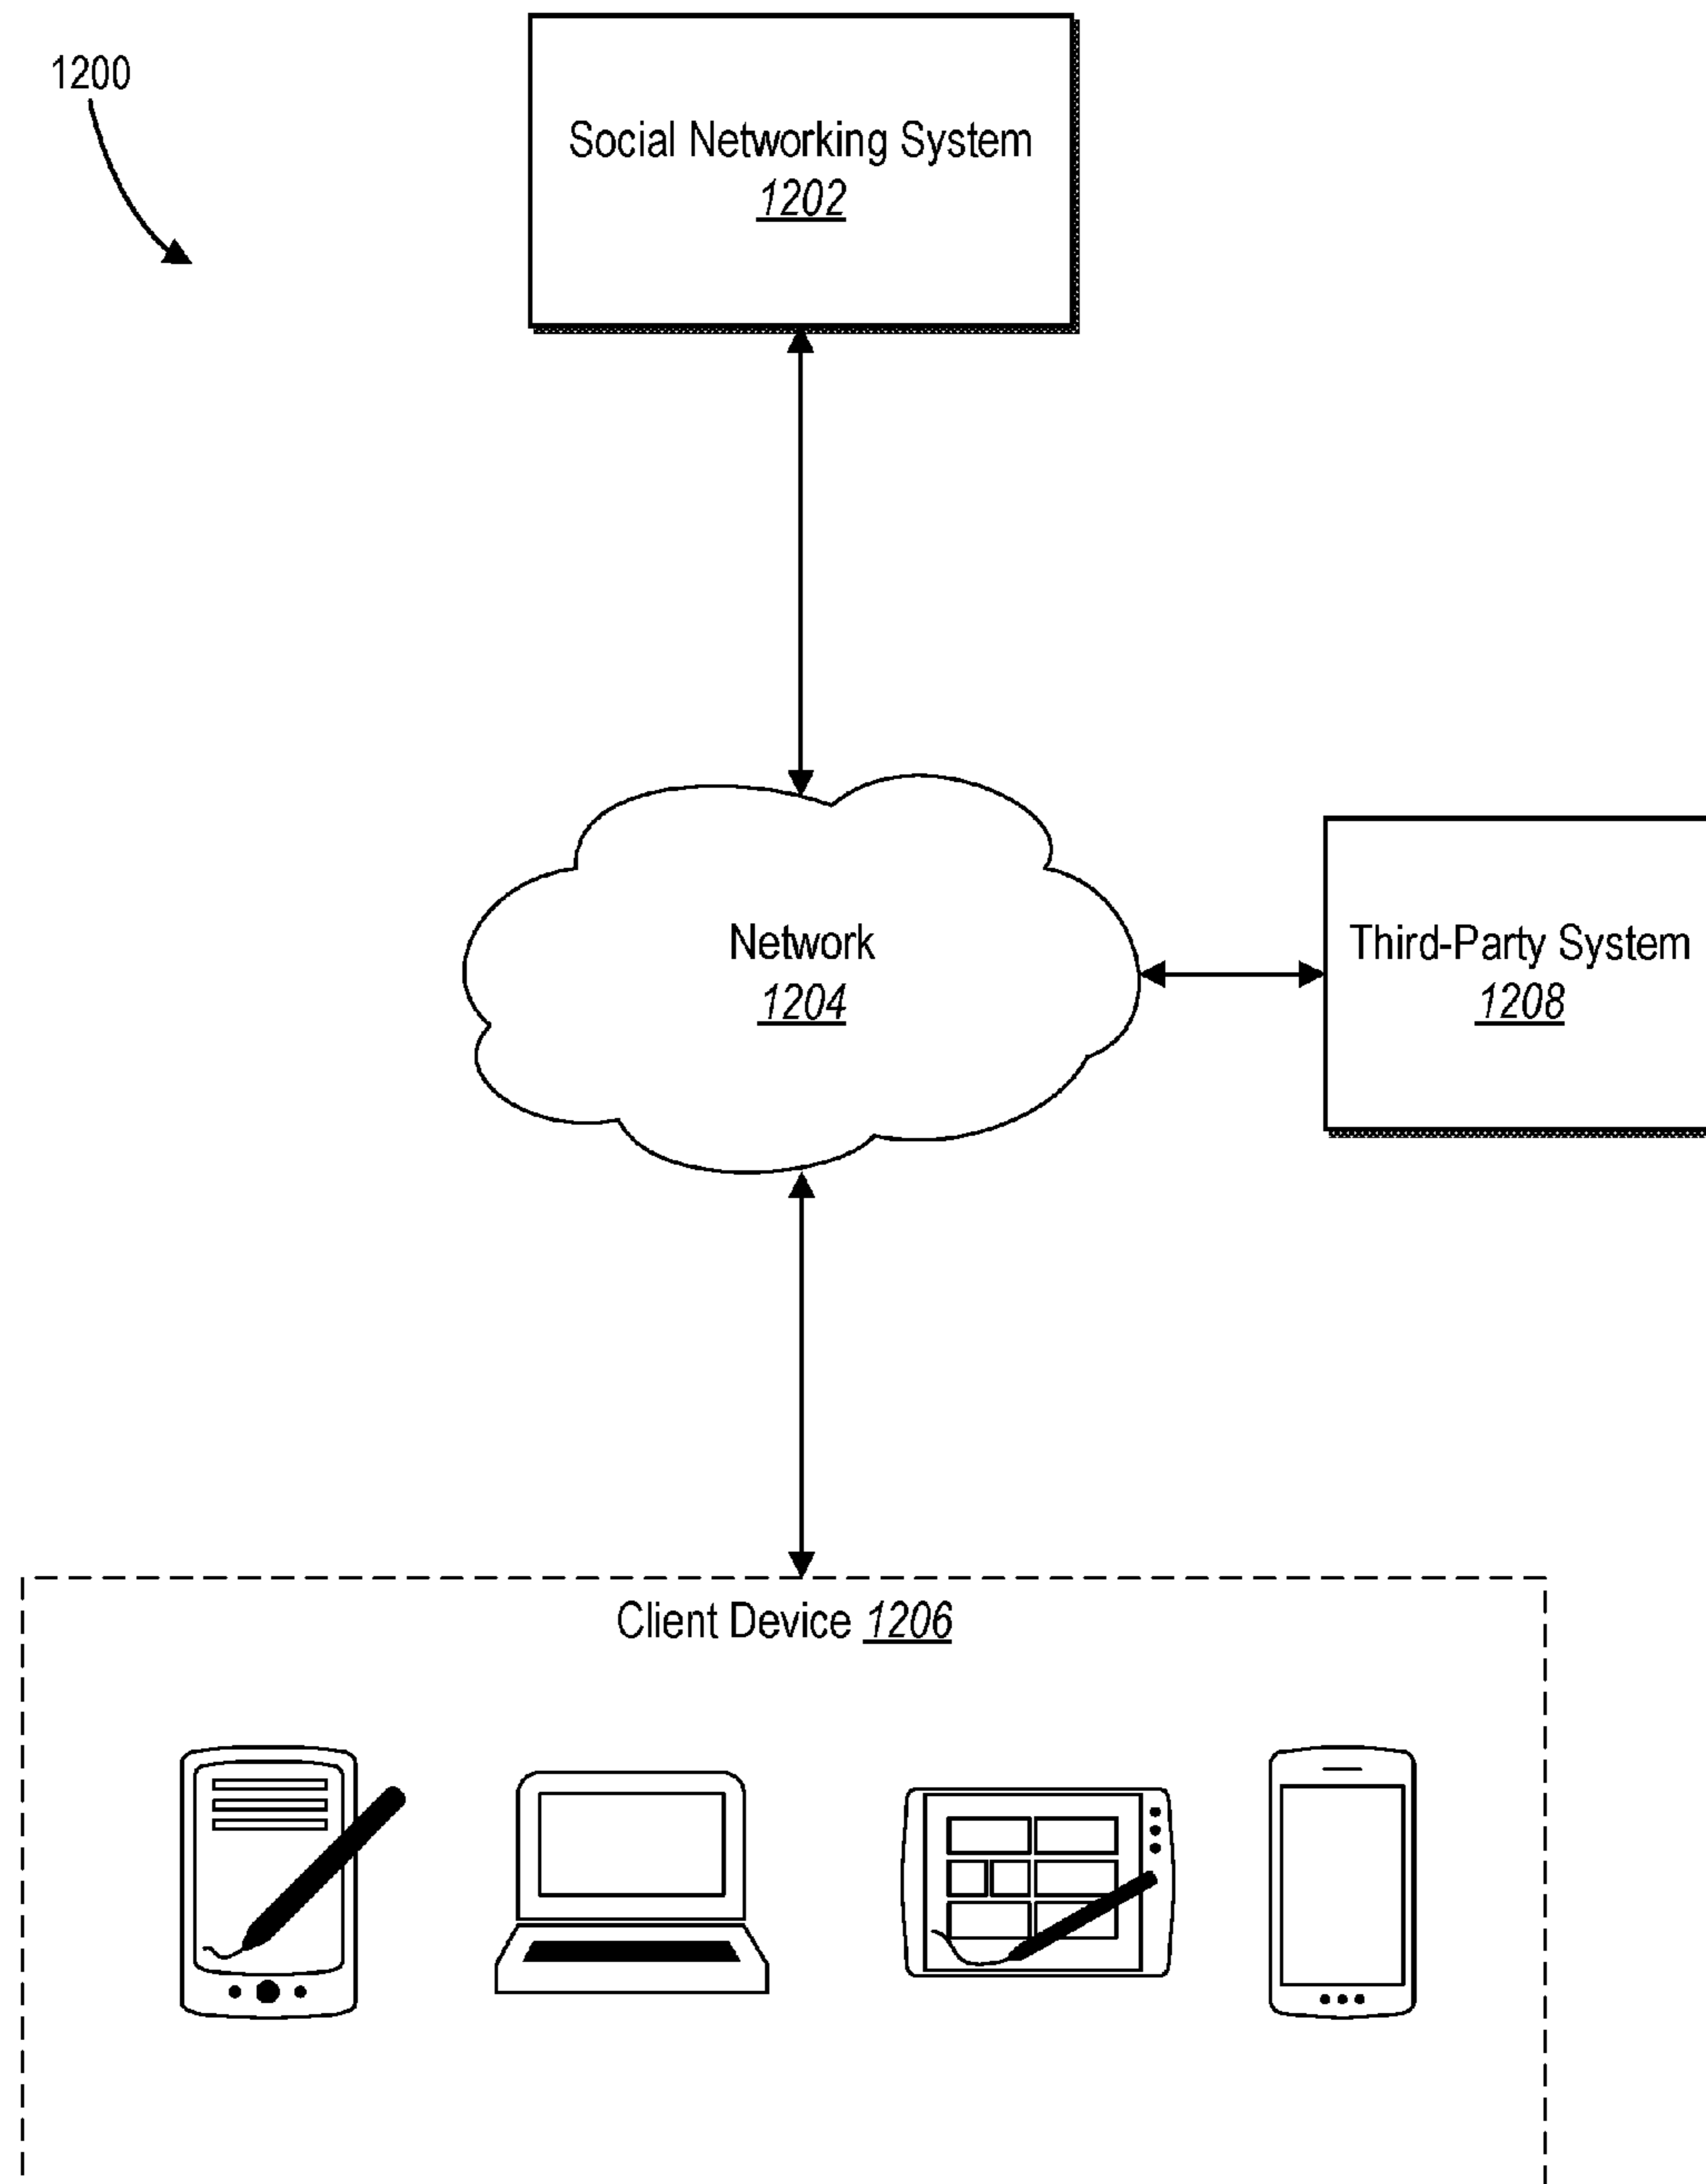 1200
Social Networking System
1202
Network
1204
Third-Party System
1208
Client Device 1206